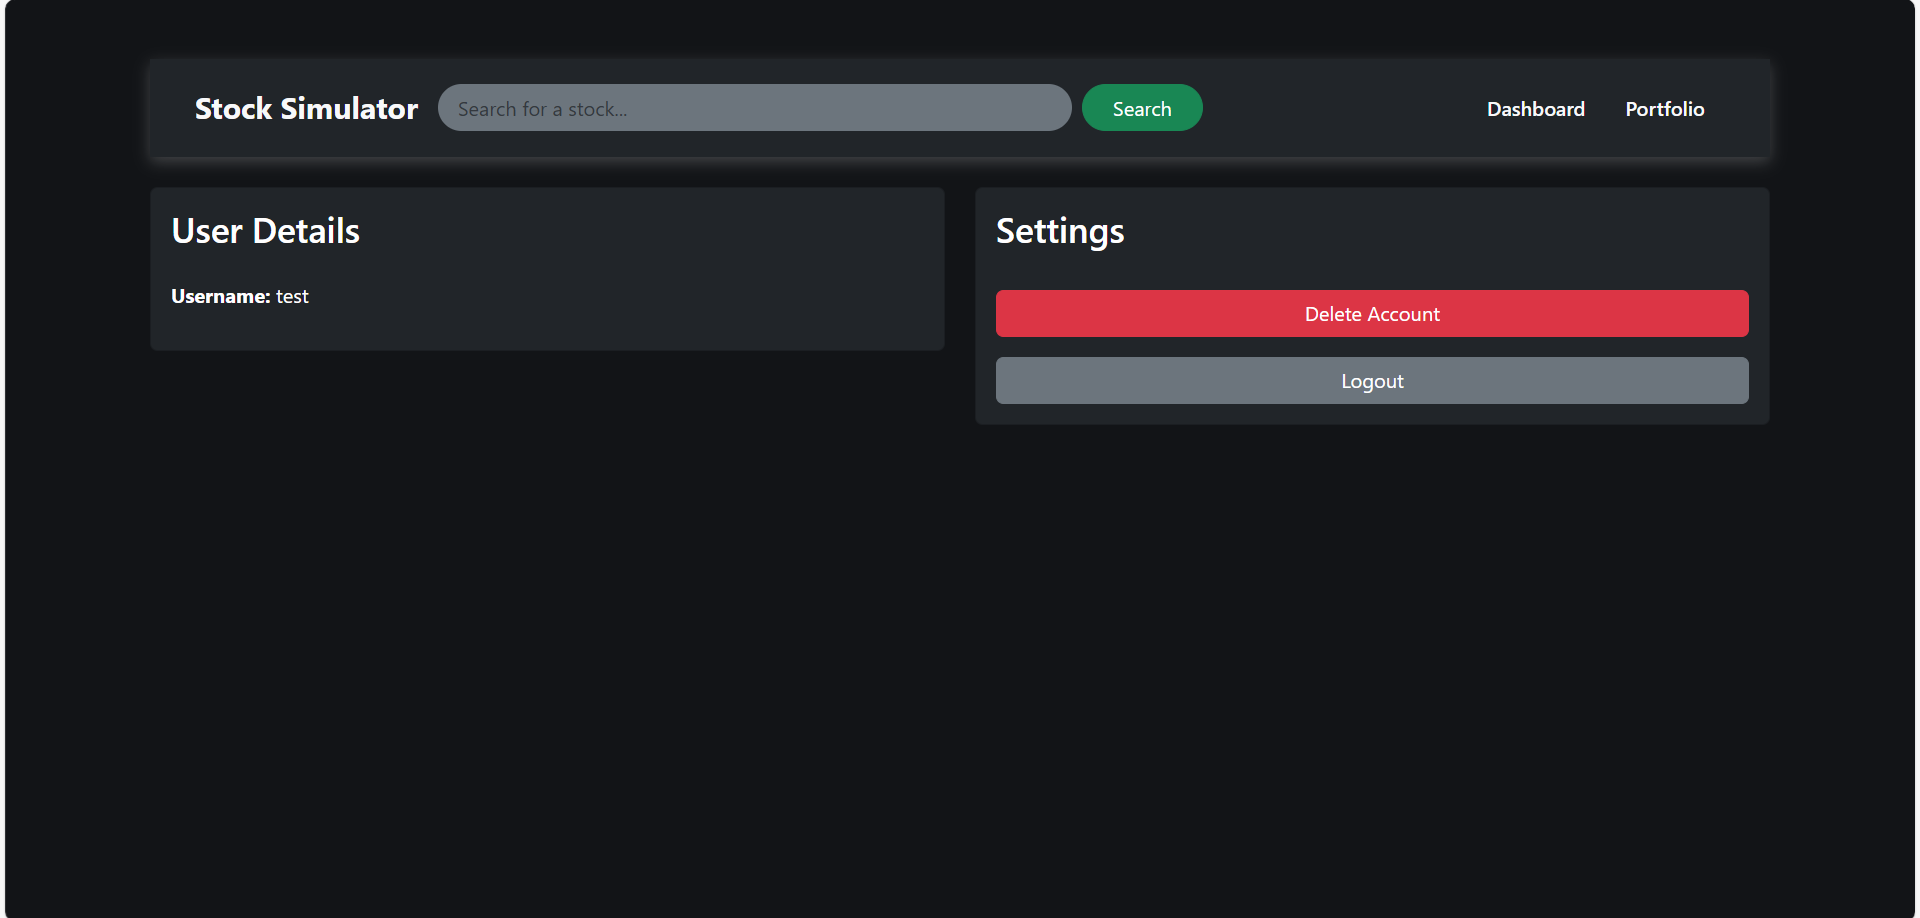 Stock Simulator
Search for a stock...
Search
Dashboard
Portfolio
User Details
Username: test
Settings
Delete Account
Logout